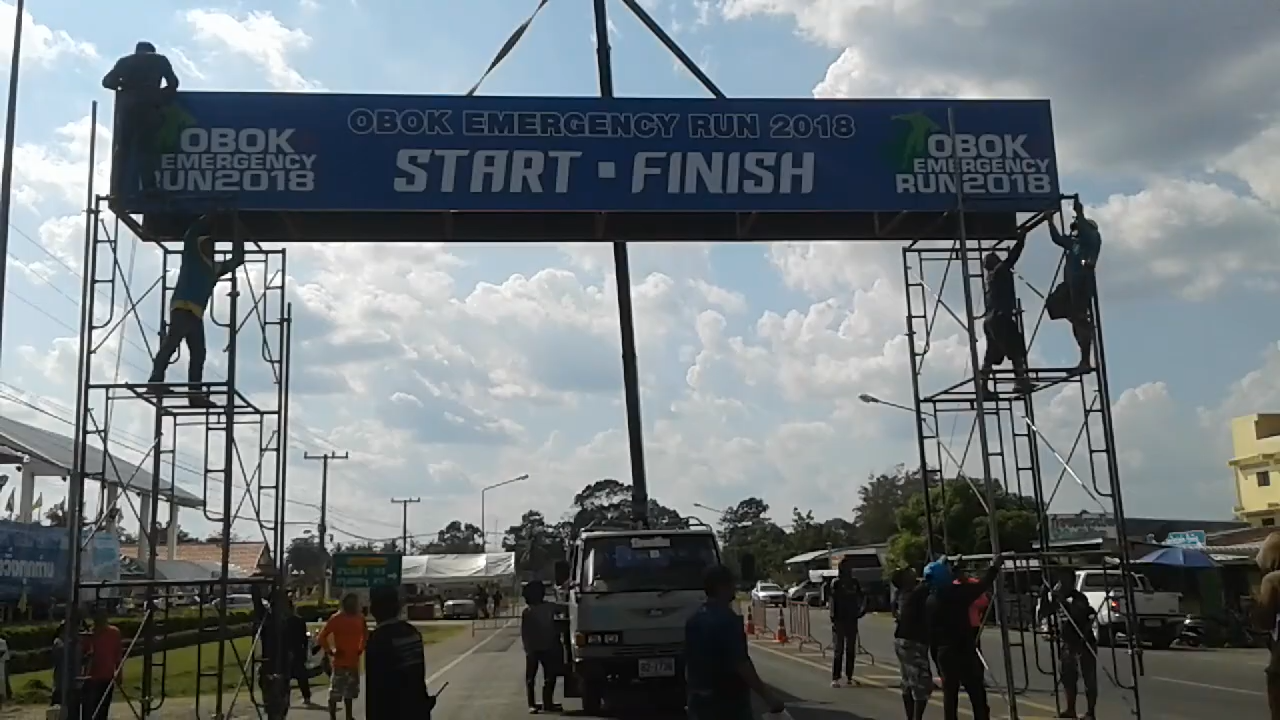 OBOK EMERGENCY RUN 2018
START · FINISH
OBOK
EMERGENCY
RUN2018
OBOK
EMERGENCY
RUN2018